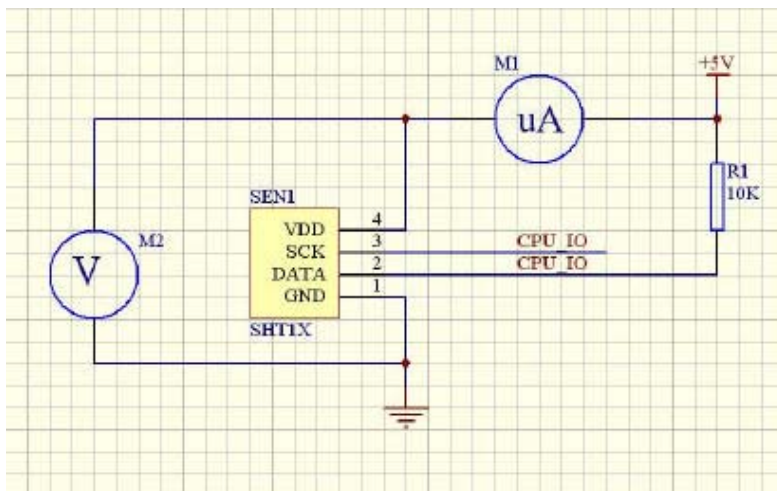 M1
+5V
uA
R1
10K
SEN1
VDD 4
SCK 3 CPU_IO
DATA 2 CPU_IO
GND 1
SHT1X
M2
V